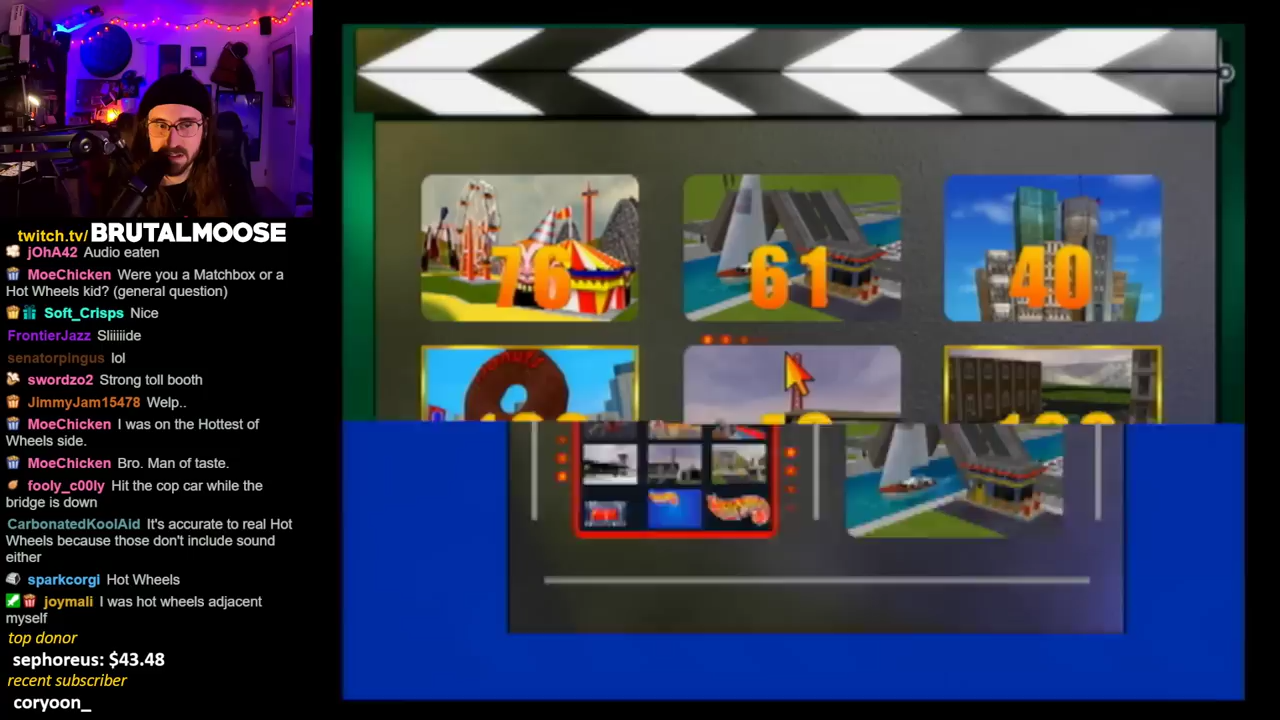 twitch.tv/BRUTALMOOSE
jOhA42 Audio eaten
MoeChicken Were you a Matchbox or a
Hot Wheels kid? (general question)
Soft_Crisps Nice
FrontierJazz Sliiiiide
senatorpingus lol
swordzo2 Strong toll booth
JimmyJam15478 Welp..
MoeChicken I was on the Hottest of
Wheels side.
MoeChicken Bro. Man of taste.
fooly_c00ly Hit the cop car while the
bridge is down
CarbonatedKoolAid It's accurate to real Hot
Wheels because those don't include sound
either
sparkcorgi Hot Wheels
joymali I was hot wheels adjacent
myself
top donor
sephoreus: $43.48
recent subscriber
coryoon_
76 61 40